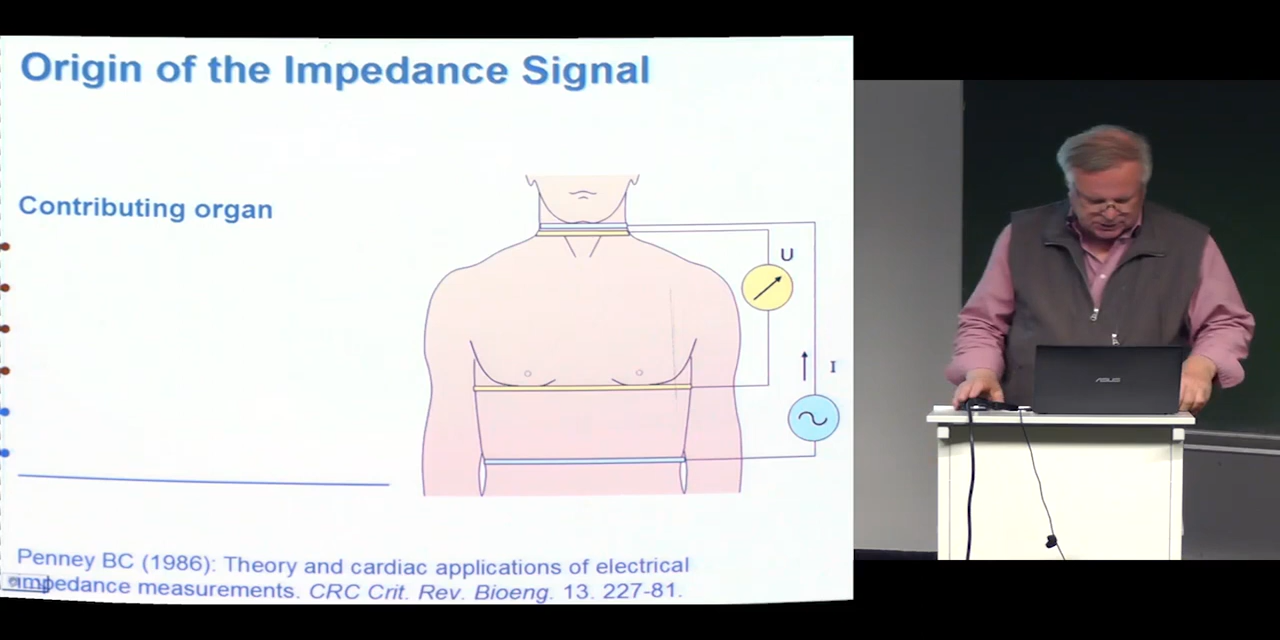 Origin of the Impedance Signal
Contributing organ
U
I
Penney BC (1986): Theory and cardiac applications of electrical
impedance measurements. CRC Crit. Rev. Bioeng. 13. 227-81.
ASUS